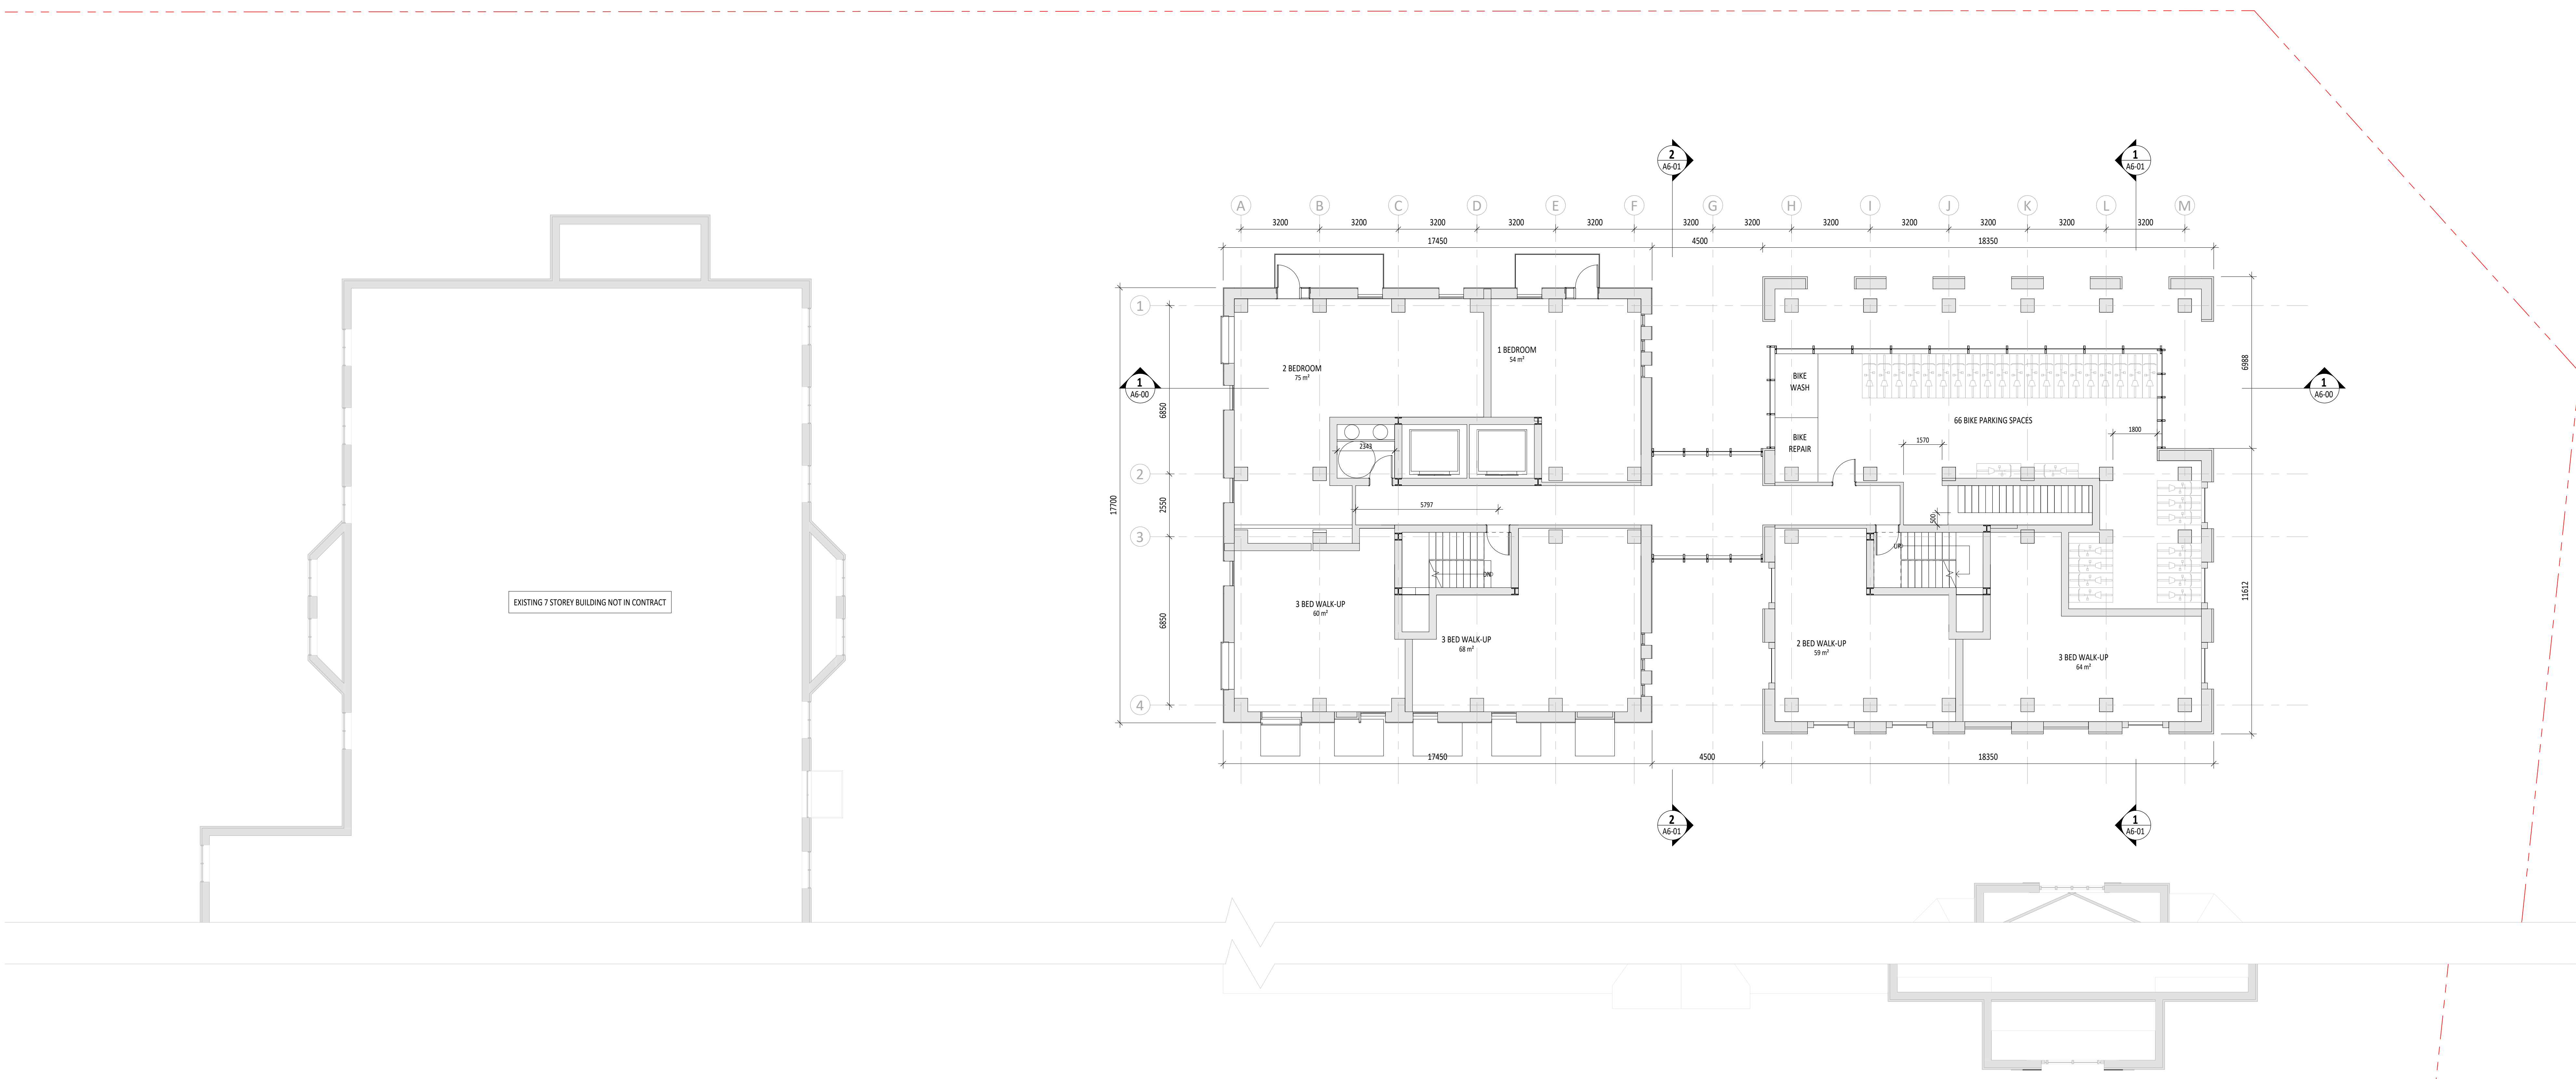 2
A6-01
1
A6-01
A
B
C
D
E
F
G
H
I
J
K
L
M
3200
3200
3200
3200
3200
3200
3200
3200
3200
3200
3200
3200
17450
4500
18350
1
2
3
4
6850
2550
6850
17700
6988
11612
1
A6-00
1
A6-00
2 BEDROOM
75 m²
1 BEDROOM
54 m²
BIKE
WASH
BIKE
REPAIR
66 BIKE PARKING SPACES
1800
1570
500
2343
5797
DN
UP
EXISTING 7 STOREY BUILDING NOT IN CONTRACT
3 BED WALK-UP
60 m²
3 BED WALK-UP
68 m²
2 BED WALK-UP
59 m²
3 BED WALK-UP
64 m²
17450
4500
18350
2
A6-01
1
A6-01